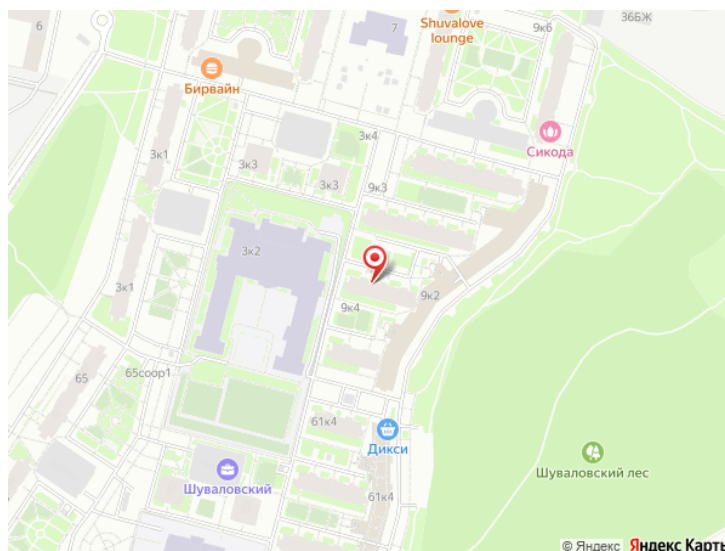 6
7
Shuvalove
lounge
9к6
36БЖ
Бирвайн
3к4
Сикода
3к1
3к3
3к3
9к3
3к2
3к1
9к4
9к2
65соор1
65
61к4
Дикси
Шуваловский лес
Шуваловский
61к4
© Яндекс Яндекс Карты